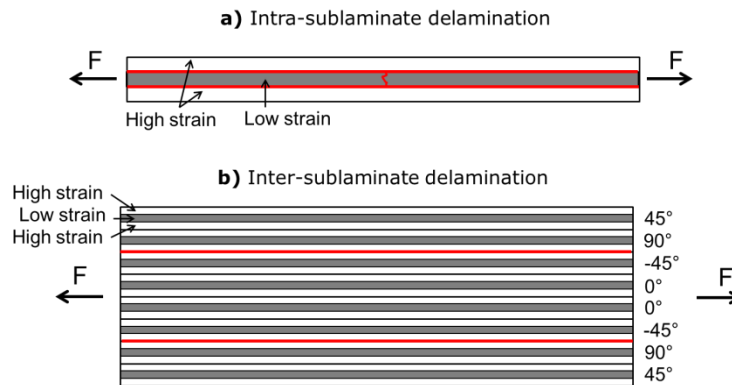 a) Intra-sublaminate delamination
F
F
High strain
Low strain
b) Inter-sublaminate delamination
High strain
Low strain
High strain
45°
90°
-45°
0°
0°
-45°
90°
45°
F
F